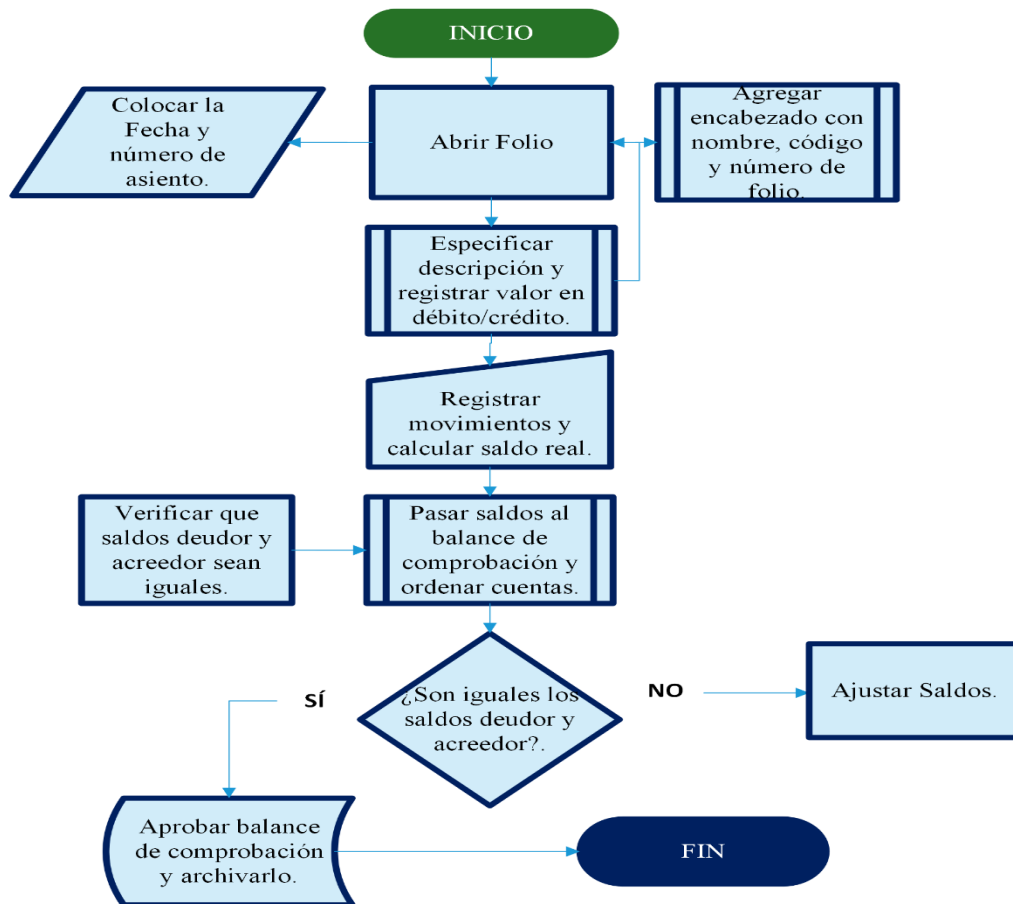 INICIO
Colocar la
Fecha y
número de
asiento.
Abrir Folio
Agregar
encabezado con
nombre, código
y número de
folio.
Especificar
descripción y
registrar valor en
débito/crédito.
Registrar
movimientos y
calcular saldo real.
Verificar que
saldos deudor y
acreedor sean
iguales.
Pasar saldos al
balance de
comprobación y
ordenar cuentas.
¿Son iguales los
saldos deudor y
acreedor?.
SÍ
NO
Ajustar Saldos.
Aprobar balance
de comprobación
y archivarlo.
FIN